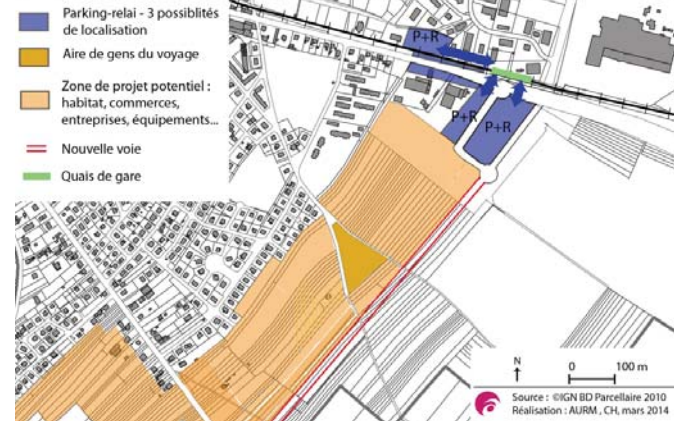 Parking-relai - 3 possiblités
de localisation
Aire de gens du voyage
Zone de projet potentiel :
habitat, commerces,
entreprises, équipements...
Nouvelle voie
Quais de gare
P+R
P+R
P+R
N
0 100 m
Source : ©IGN BD Parcellaire 2010
Réalisation : AURM , CH, mars 2014